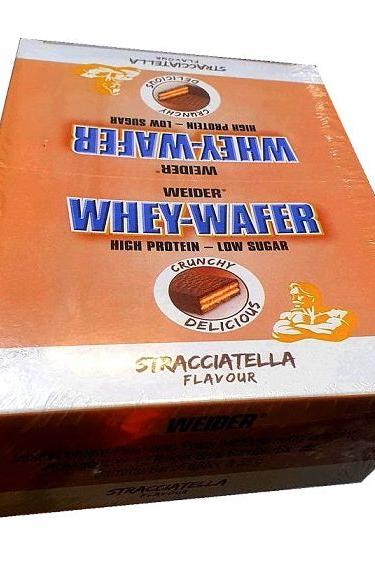 STRACCIATELLA
FLAVOUR
DELICIOUS
CRUNCHY
HIGH PROTEIN – LOW SUGAR
WHEY-WAFER
WEIDER®
WEIDER®
WHEY-WAFER
HIGH PROTEIN – LOW SUGAR
CRUNCHY
DELICIOUS
STRACCIATELLA
FLAVOUR
WEIDER
STRACCIATELLA
FLAVOUR